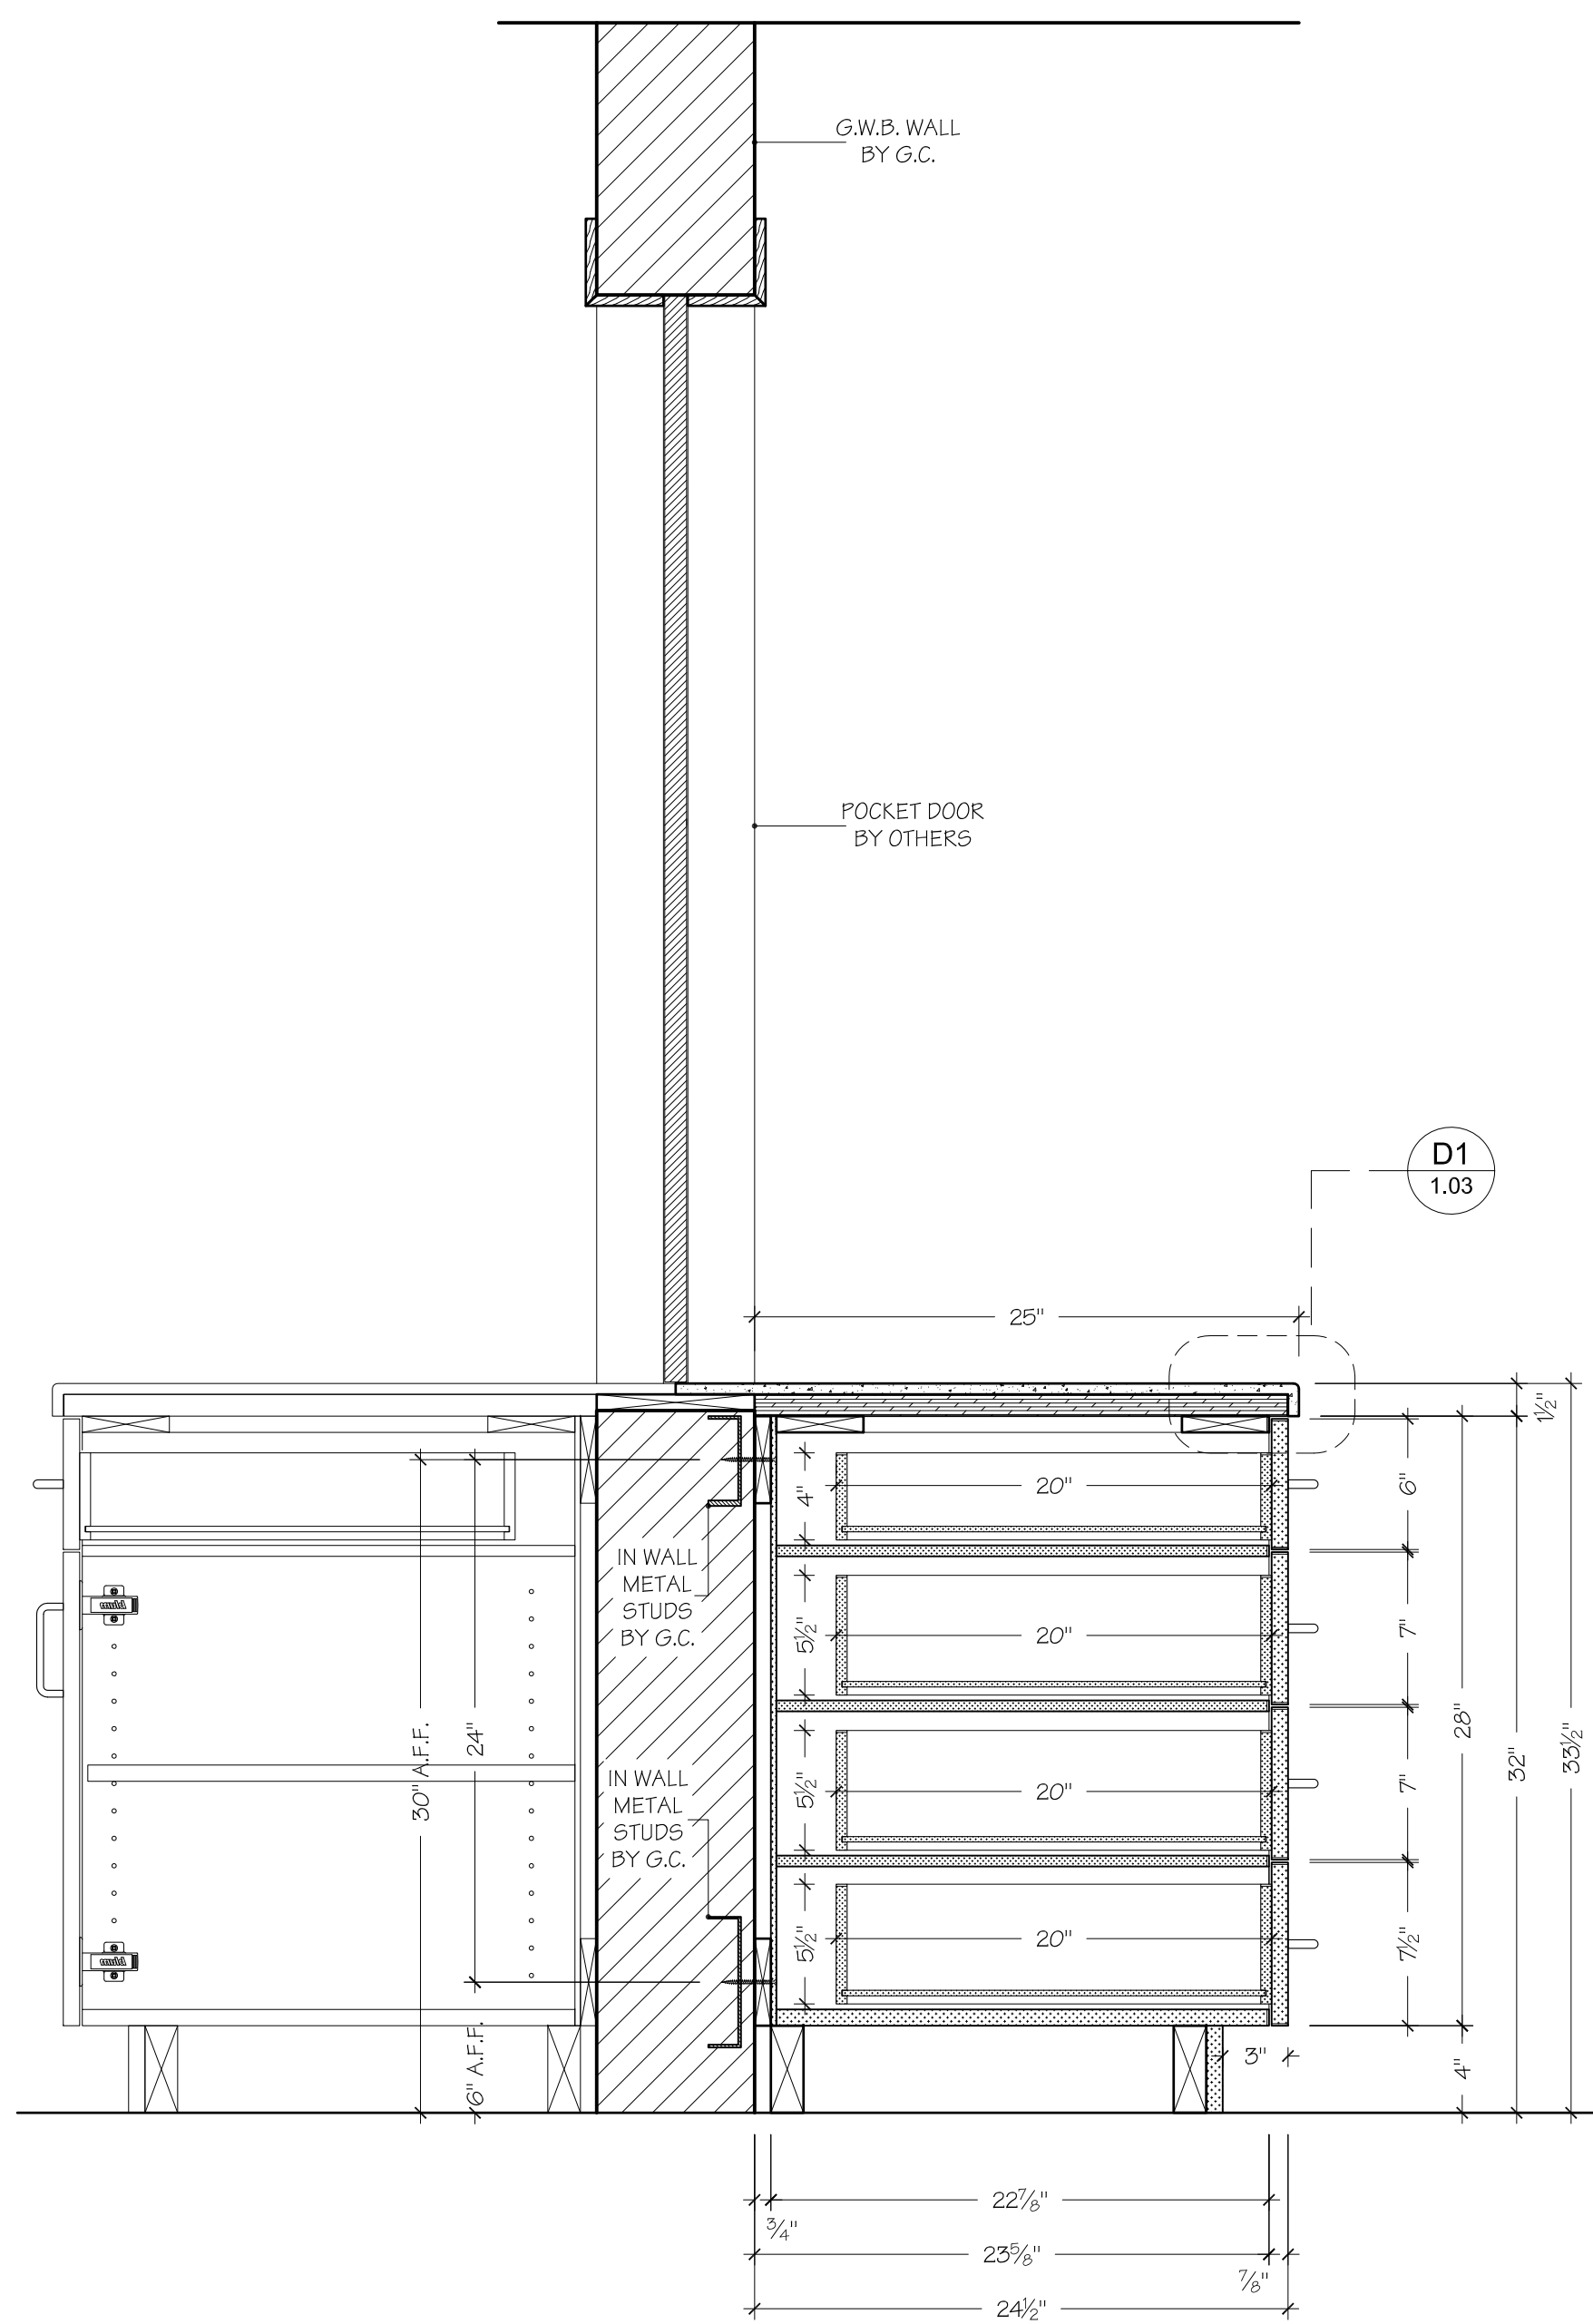 G.W.B. WALL
BY G.C.
POCKET DOOR
BY OTHERS
D1
1.03
25"
1½"
4"
20"
6"
IN WALL
METAL
STUDS
BY G.C.
5½"
20"
7"
30" A.F.F.
24"
28"
32"
33½"
IN WALL
METAL
STUDS
BY G.C.
5½"
20"
7"
5½"
20"
7½"
6" A.F.F.
3"
4"
22⅞"
¾"
23⅝"
⅞"
24½"